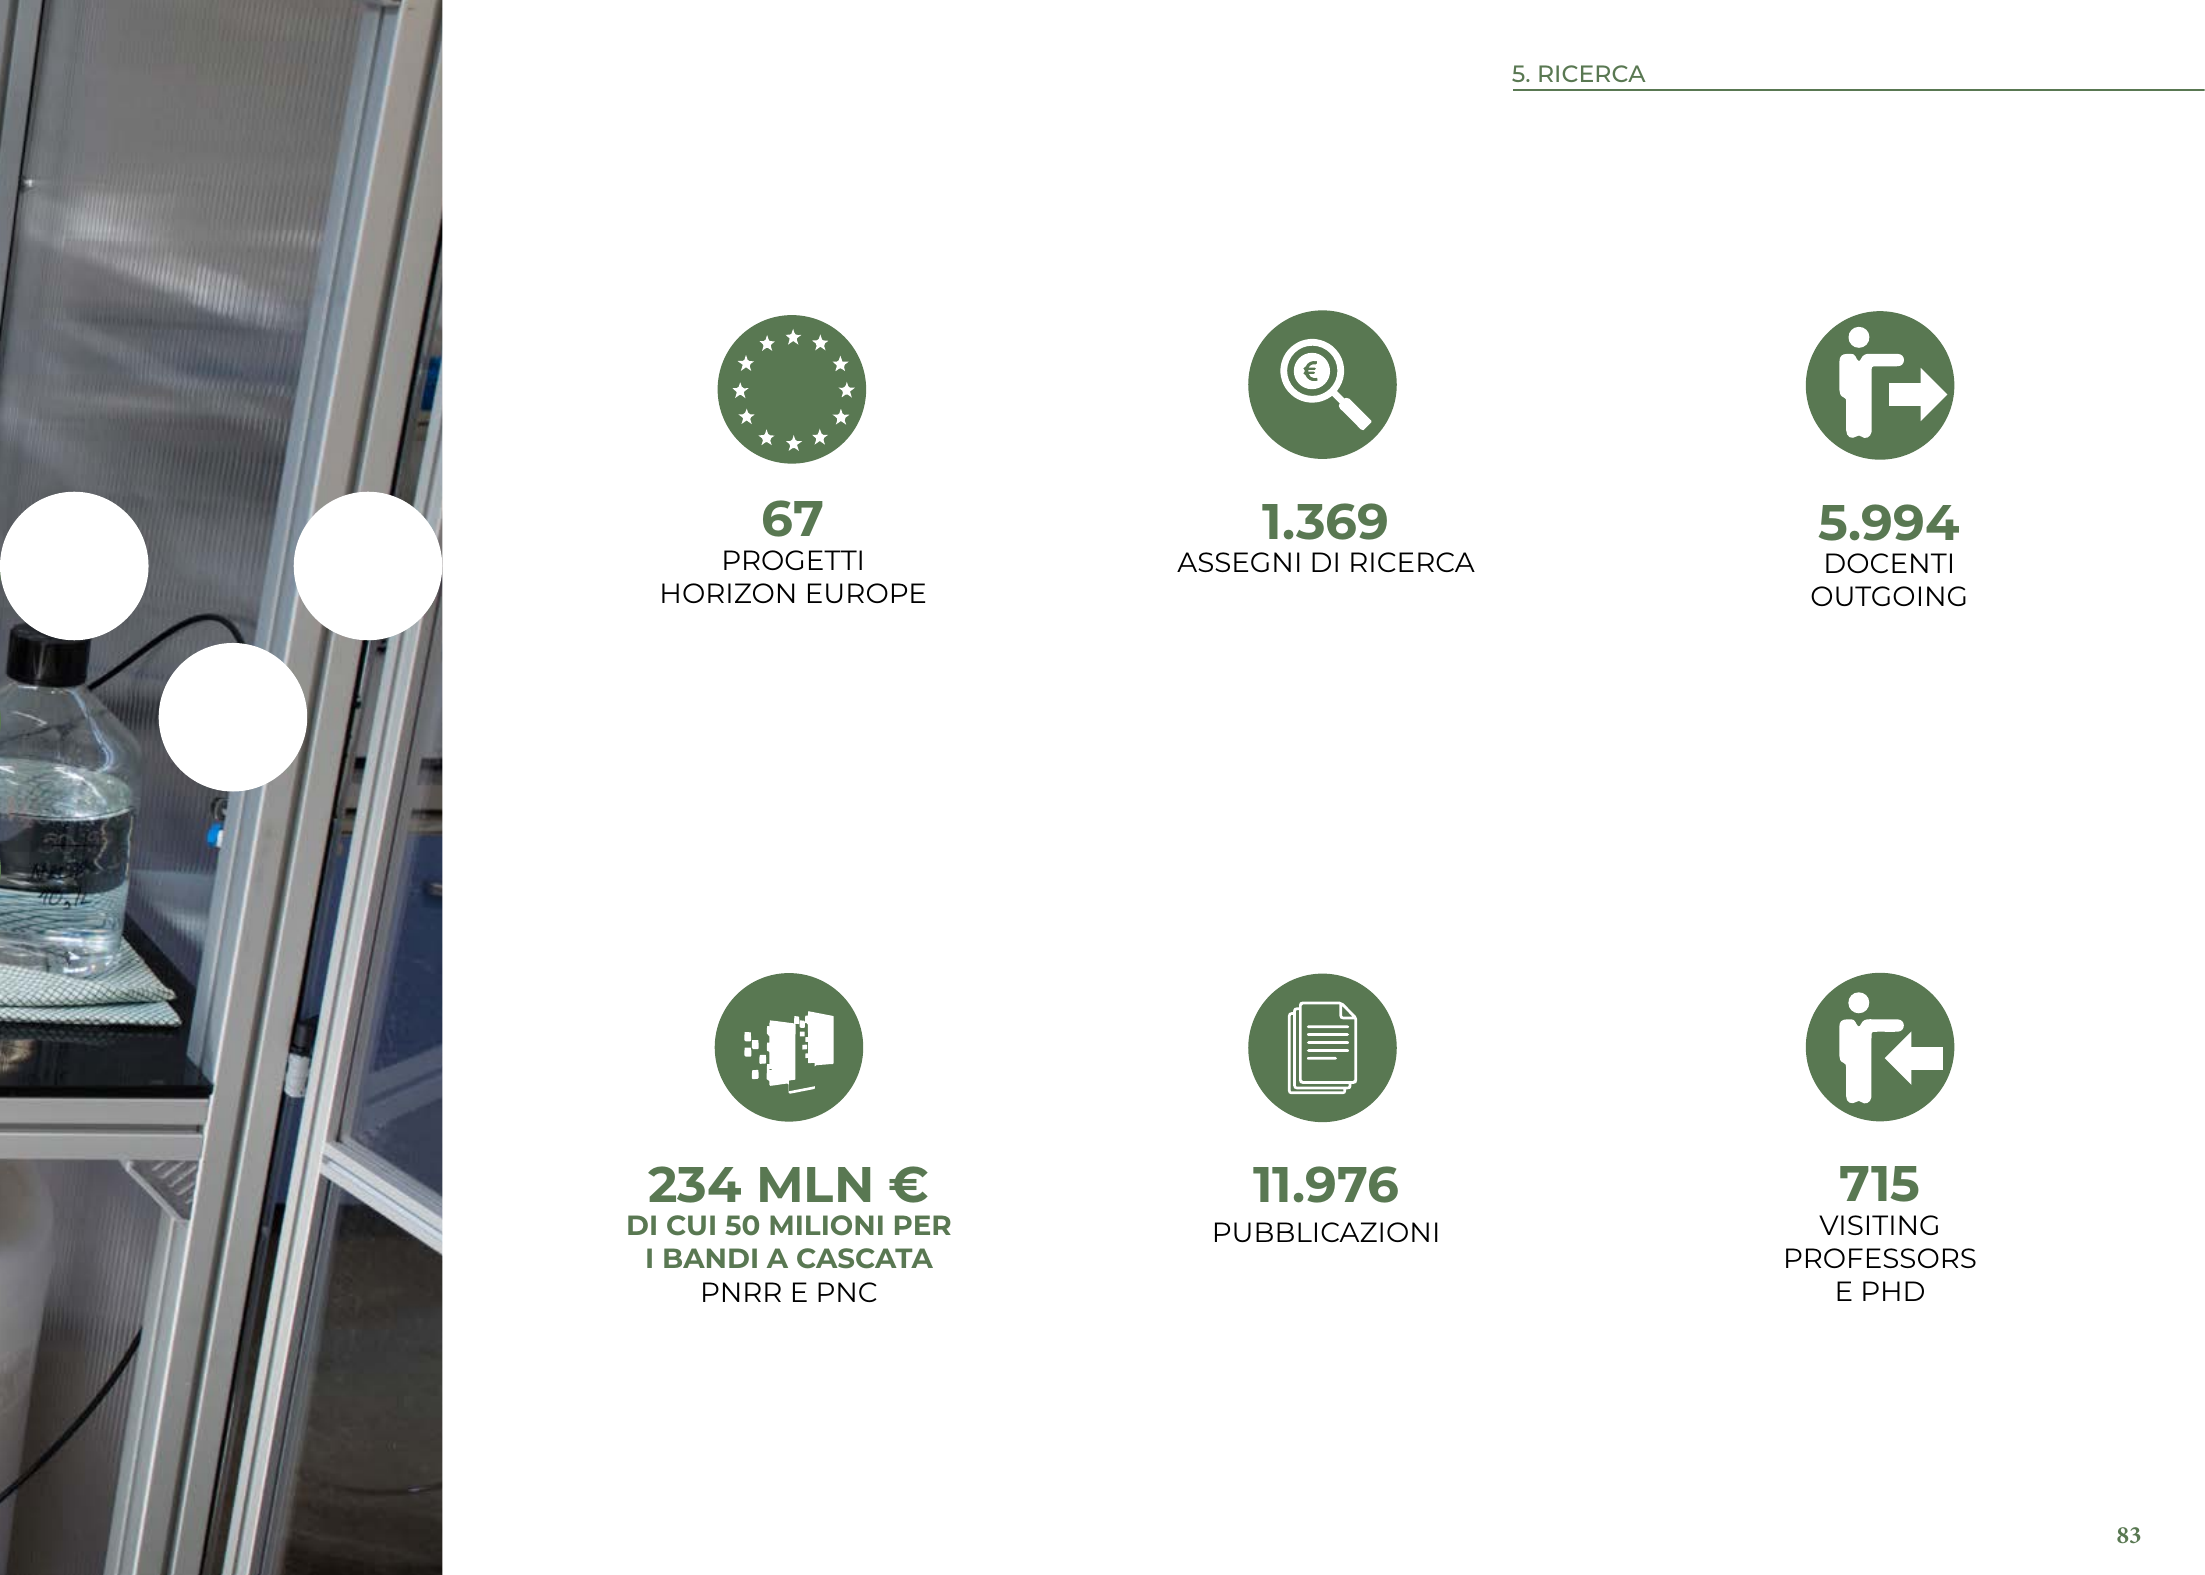 5. RICERCA
67
PROGETTI
HORIZON EUROPE
1.369
ASSEGNI DI RICERCA
5.994
DOCENTI
OUTGOING
234 MLN €
DI CUI 50 MILIONI PER
I BANDI A CASCATA
PNRR E PNC
11.976
PUBBLICAZIONI
715
VISITING
PROFESSORS
E PHD
83